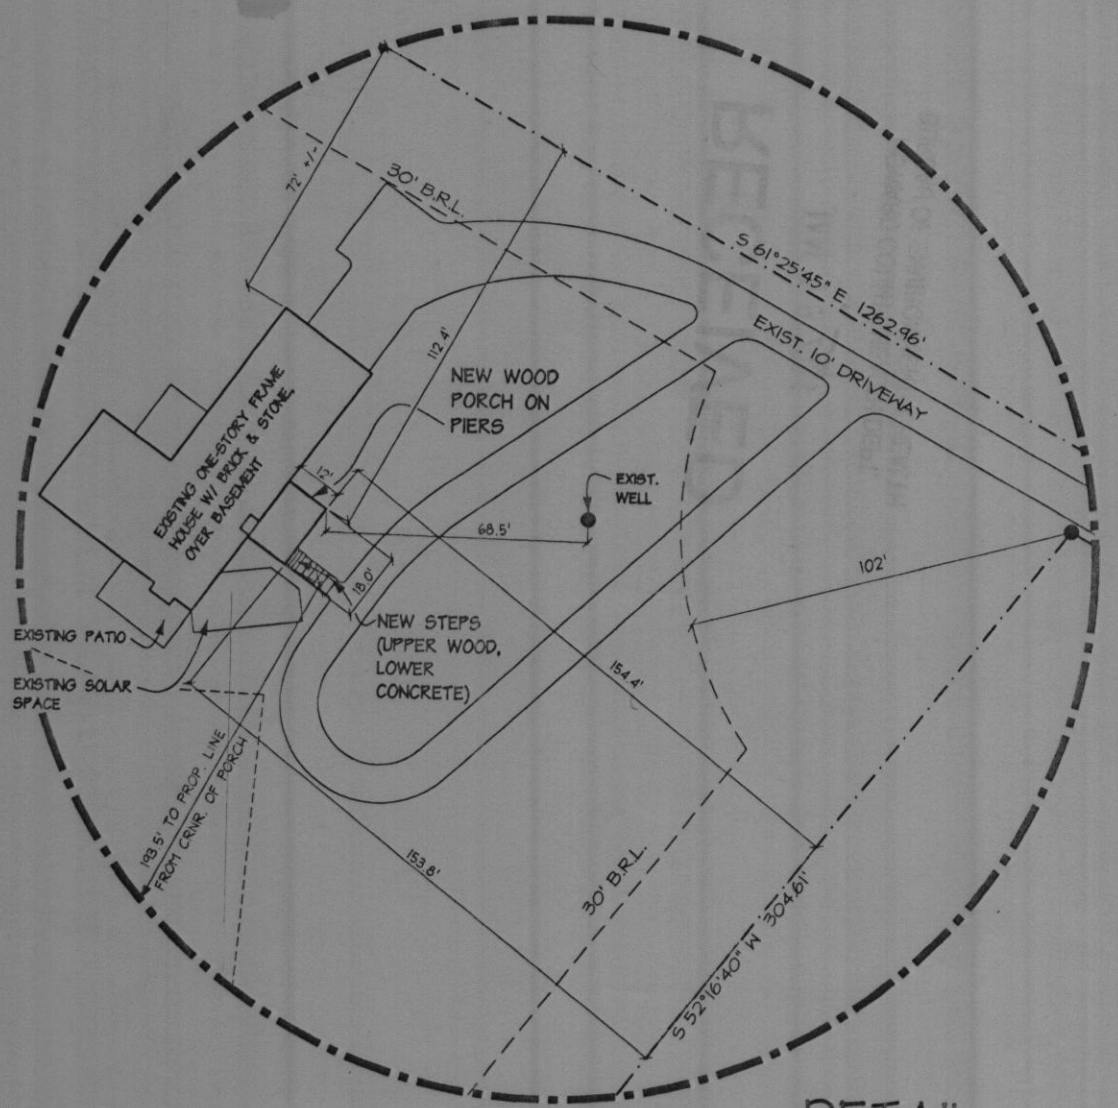 72' +/-
30' B.R.L.
S 61°25'45" E 1262.96'
112.4'
EXIST. 10' DRIVEWAY
NEW WOOD
PORCH ON
PIERS
EXISTING ONE-STORY FRAME
HOUSE W/ BRICK & STONE,
OVER BASEMENT
12'
EXIST.
WELL
68.5'
102'
18.0'
NEW STEPS
(UPPER WOOD,
LOWER
CONCRETE)
EXISTING PATIO
EXISTING SOLAR
SPACE
154.4'
193.5' TO PROP. LINE
FROM CRNR. OF PORCH
153.8'
30' B.R.L.
S 52°16'40" W 304.61'
DETAIL